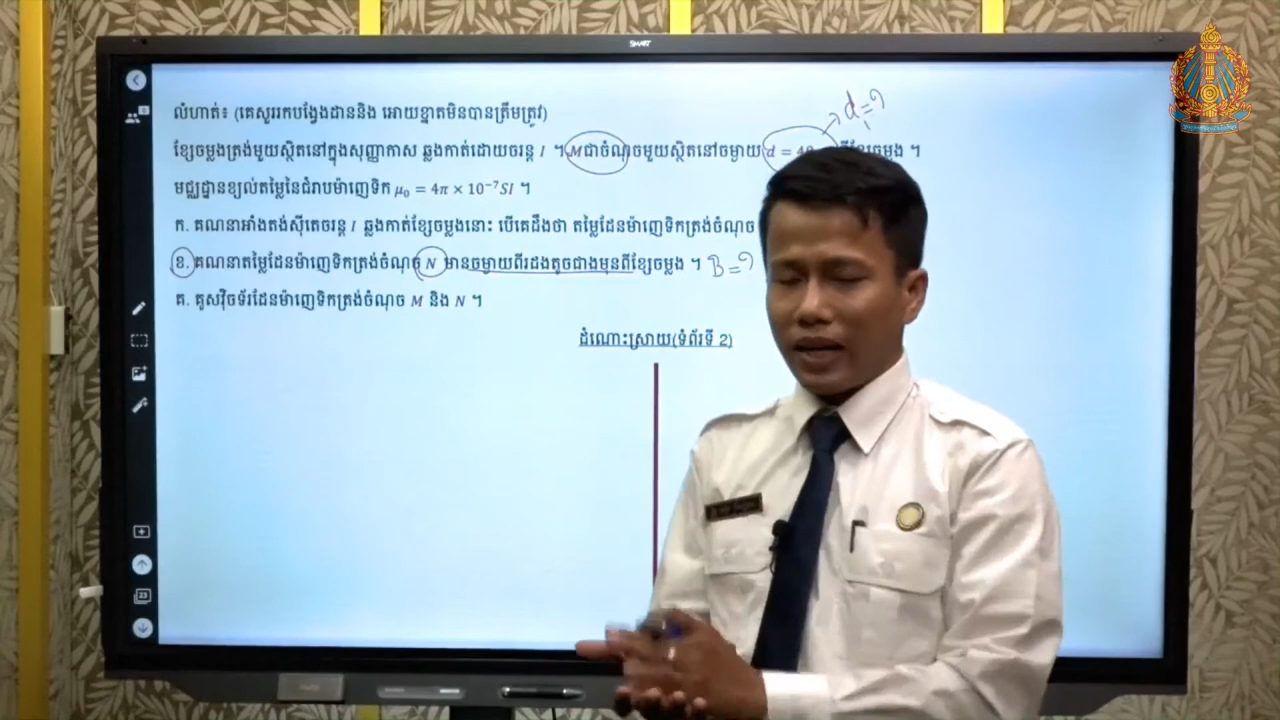 SMART
លំហាត់៖ (គេសួររកបង្វែងដាននិង អោយខ្នាតមិនបានត្រឹមត្រូវ)
ខ្សែចម្លងត្រង់មួយស្ថិតនៅក្នុងសុញ្ញាកាស ឆ្លងកាត់ដោយចរន្ត I ។ M ជាចំណុចមួយស្ថិតនៅចម្ងាយ d = 40 ពីខ្សែចម្លង ។
d = ?
មជ្ឈដ្ឋានខ្យល់តម្លៃនៃជំរាបម៉ាញេទិក μ₀ = 4π × 10⁻⁷SI ។
ក. គណនាអាំងតង់ស៊ីតេចរន្ត I ឆ្លងកាត់ខ្សែចម្លងនោះ បើគេដឹងថា តម្លៃដែនម៉ាញេទិកត្រង់ចំណុច
ខ. គណនាតម្លៃដែនម៉ាញេទិកត្រង់ចំណុច N មានចម្ងាយពីរដងតូចជាងមុនពីខ្សែចម្លង ។ B = ?
គ. គូសវ៉ិចទ័រដែនម៉ាញេទិកត្រង់ចំណុច M និង N ។
ដំណោះស្រាយ(ទំព័រទី 2)
23